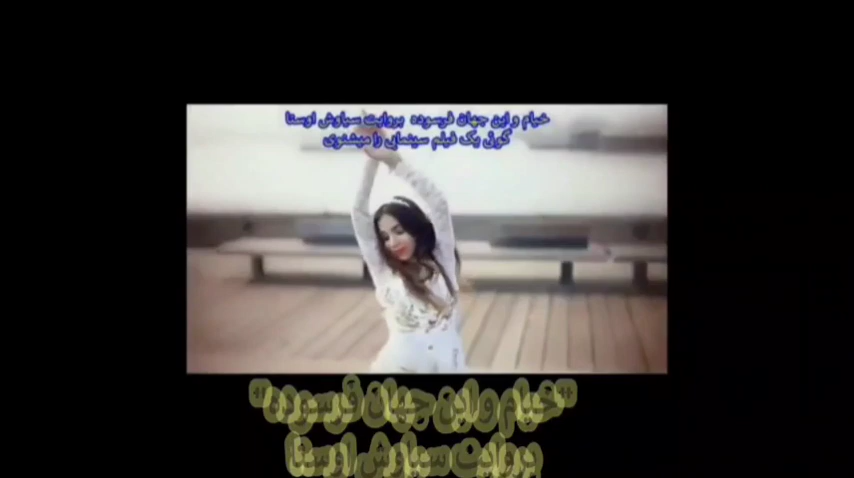 خیام و این جهان فرسوده بروایت سیاوش اوستا
گوئی یک فیلم سینمایی را میشنوی
"خیام و این جهان فرسوده"
بروایت سیاوش اوستا